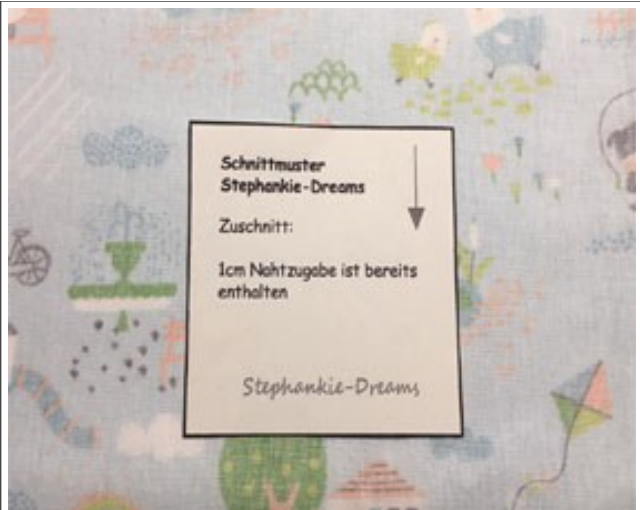 Schnittmuster
Stephankie-Dreams
Zuschnitt:
1cm Nahtzugabe ist bereits
enthalten
Stephankie-Dreams